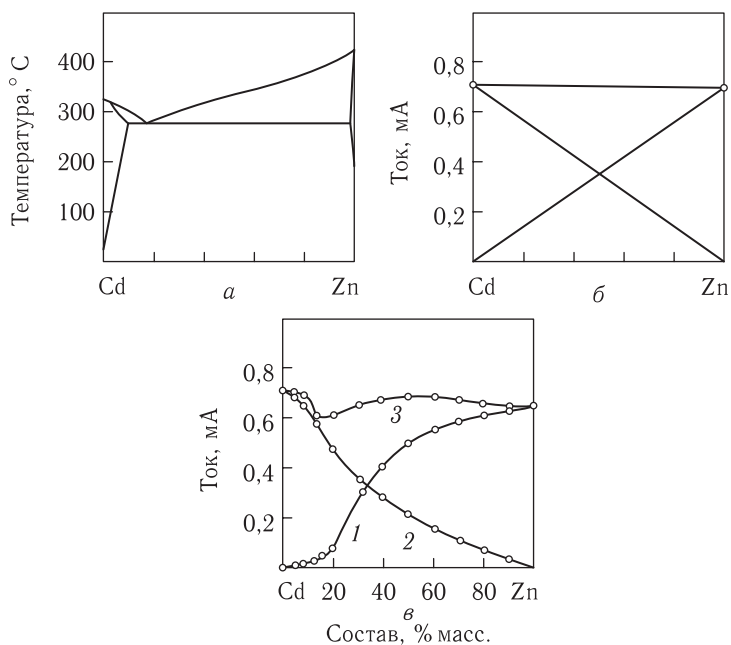 Температура,° С
400
300
200
100
Cd
Zn
а
Ток, мА
0,8
0,6
0,4
0,2
Cd
Zn
б
Ток, мА
0,8
0,6
0,4
0,2
3
1
2
Cd 20 40 60 80 Zn
в
Состав, % масс.